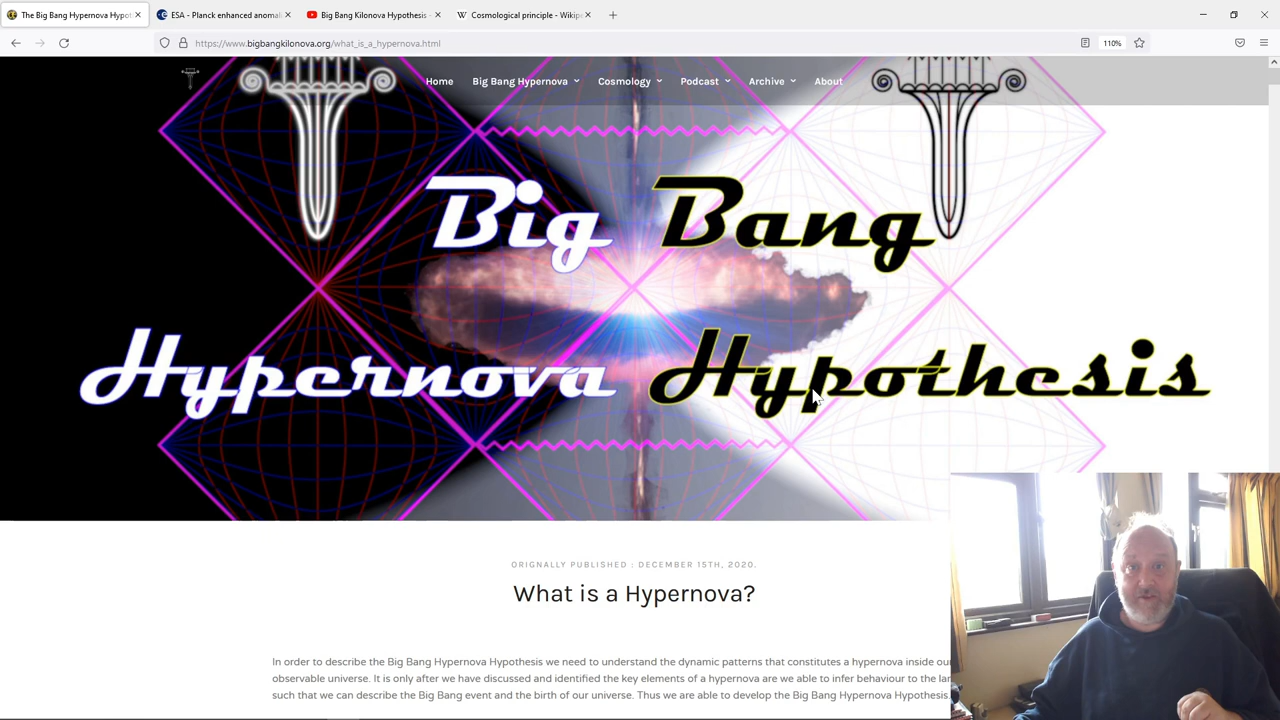 The Big Bang Hypernova Hypot
ESA - Planck enhanced anomal
Big Bang Kilonova Hypothesis -
Cosmological principle - Wikip
https://www.bigbangkilonova.org/what_is_a_hypernova.html
110%
Home Big Bang Hypernova Cosmology Podcast Archive About
Big Bang
Hypernova Hypothesis
ORIGNALLY PUBLISHED : DECEMBER 15TH, 2020.
What is a Hypernova?
In order to describe the Big Bang Hypernova Hypothesis we need to understand the dynamic patterns that constitutes a hypernova inside ou
observable universe. It is only after we have discussed and identified the key elements of a hypernova are we able to infer behaviour to the la
such that we can describe the Big Bang event and the birth of our universe. Thus we are able to develop the Big Bang Hypernova Hypothesis.